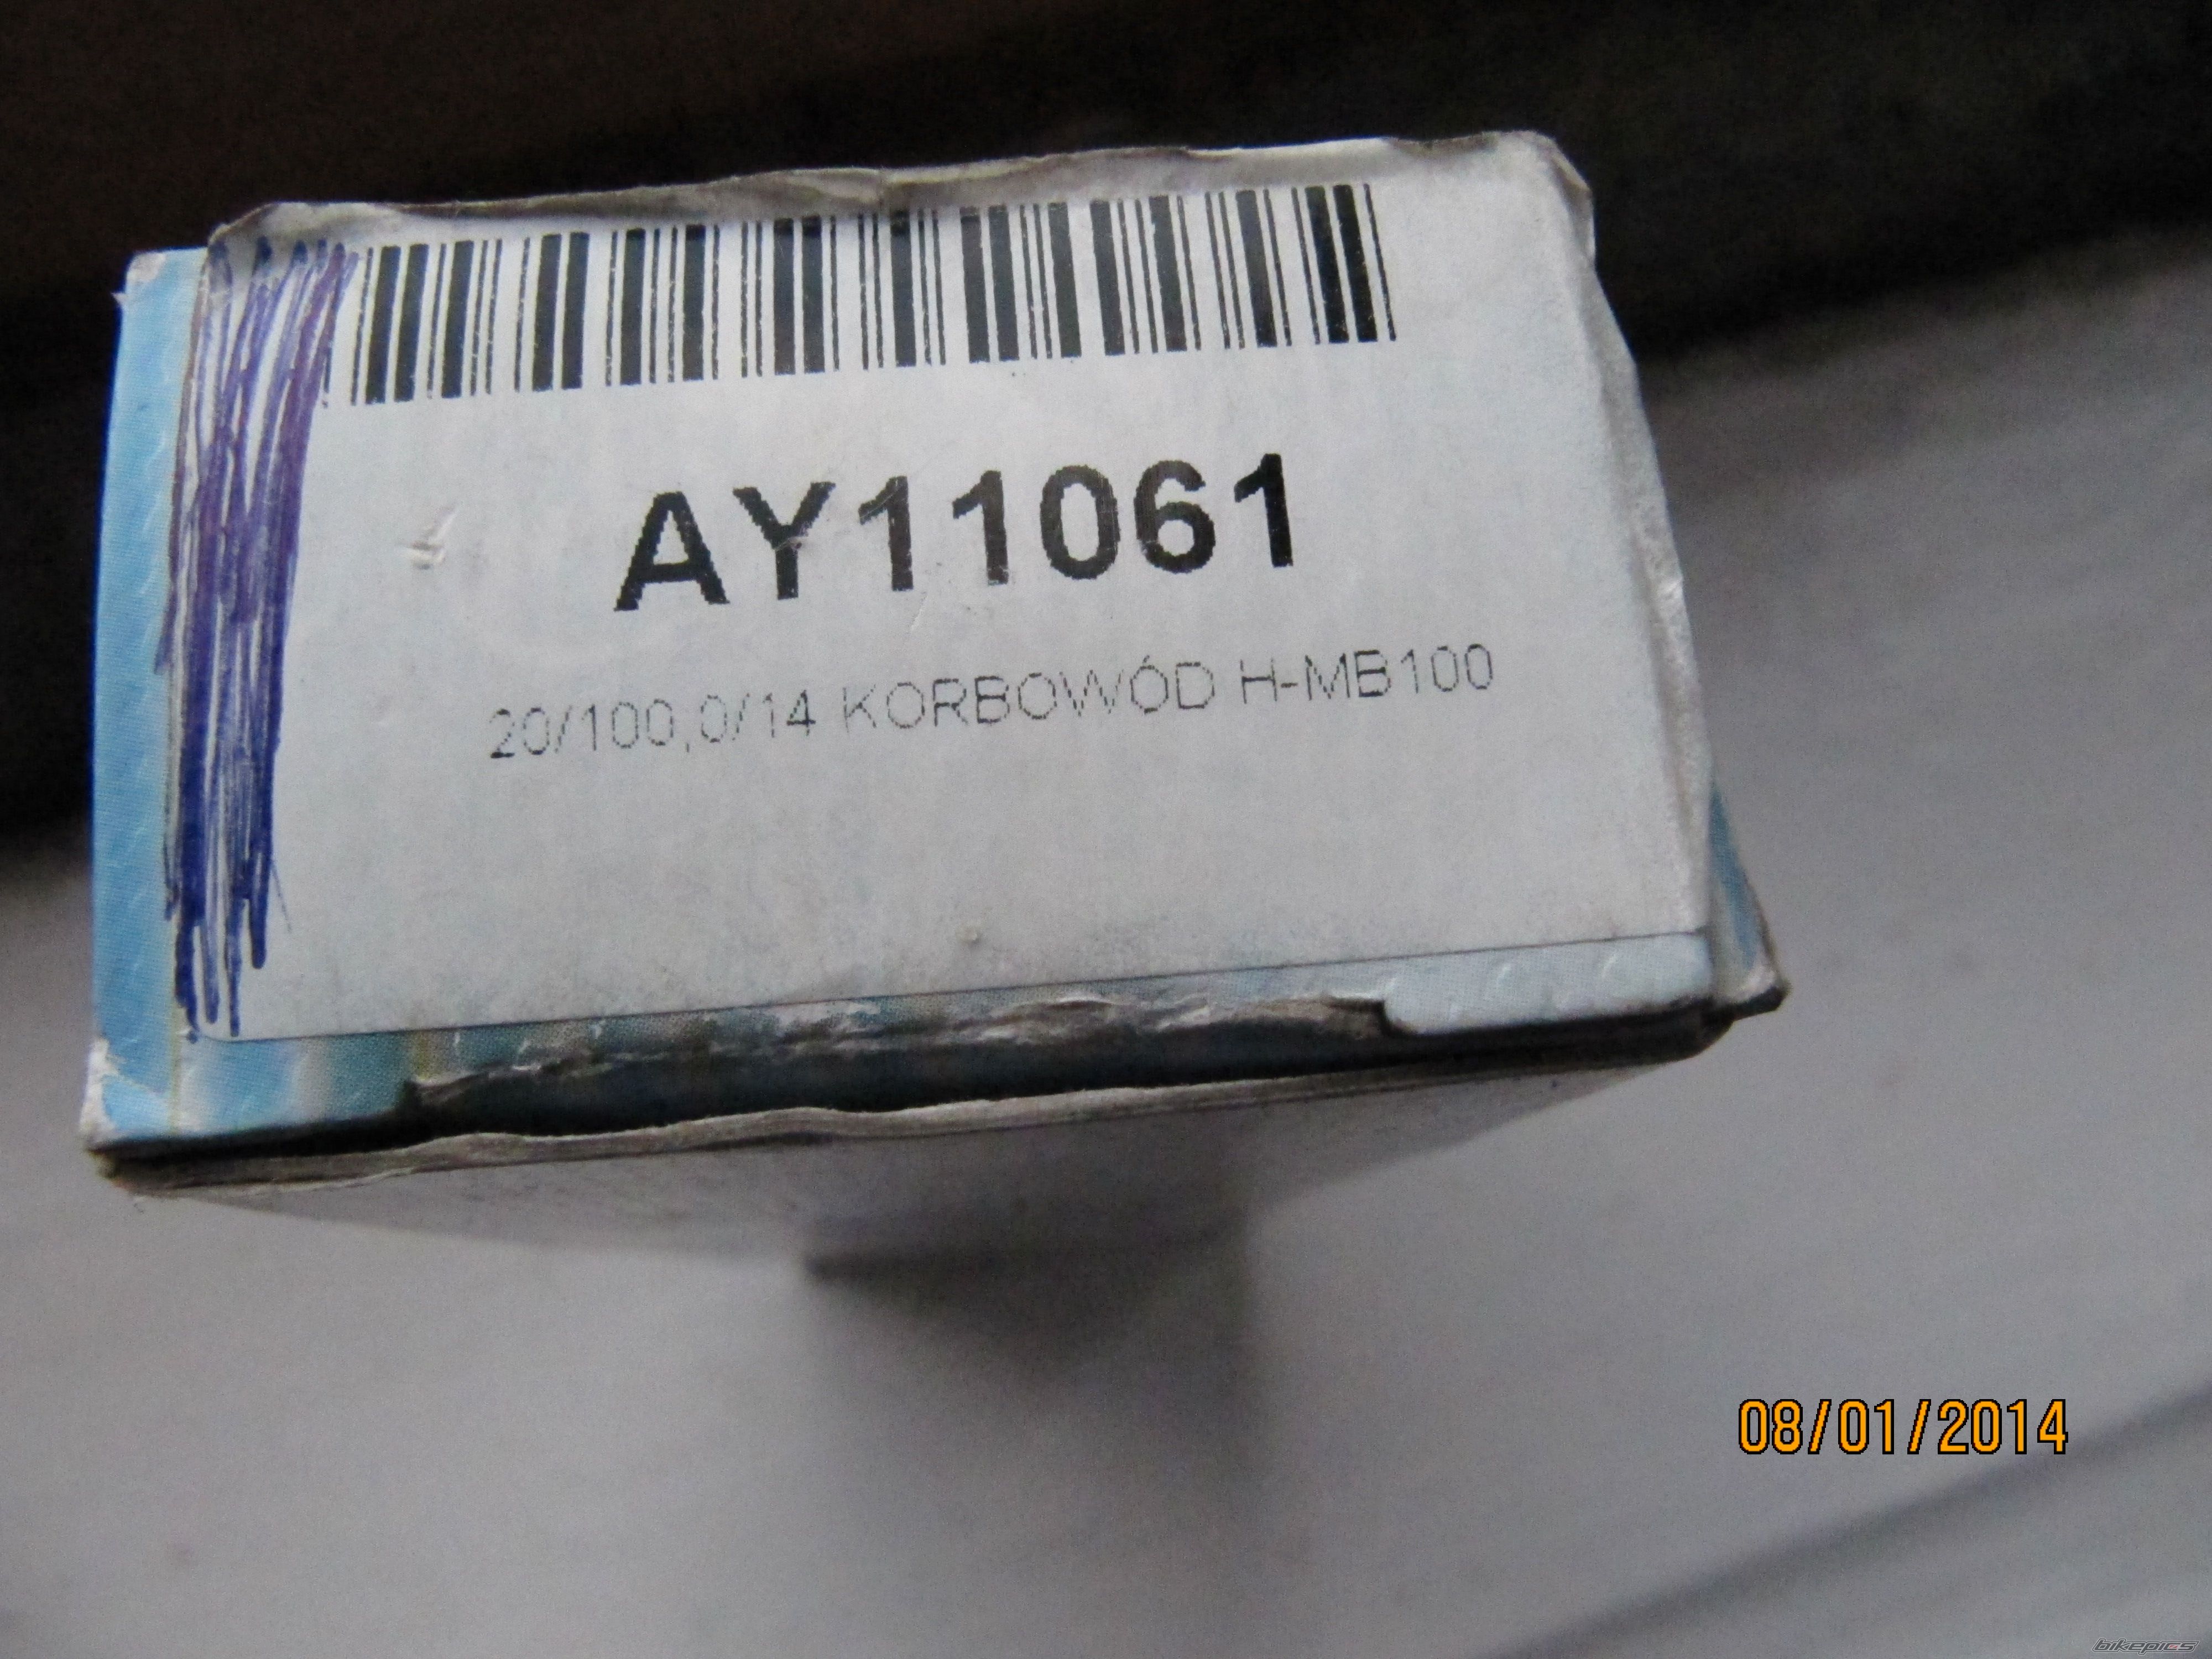 AY11061
20/100,0/14 KORBOWÓD H-MB100
08/01/2014
bikepics